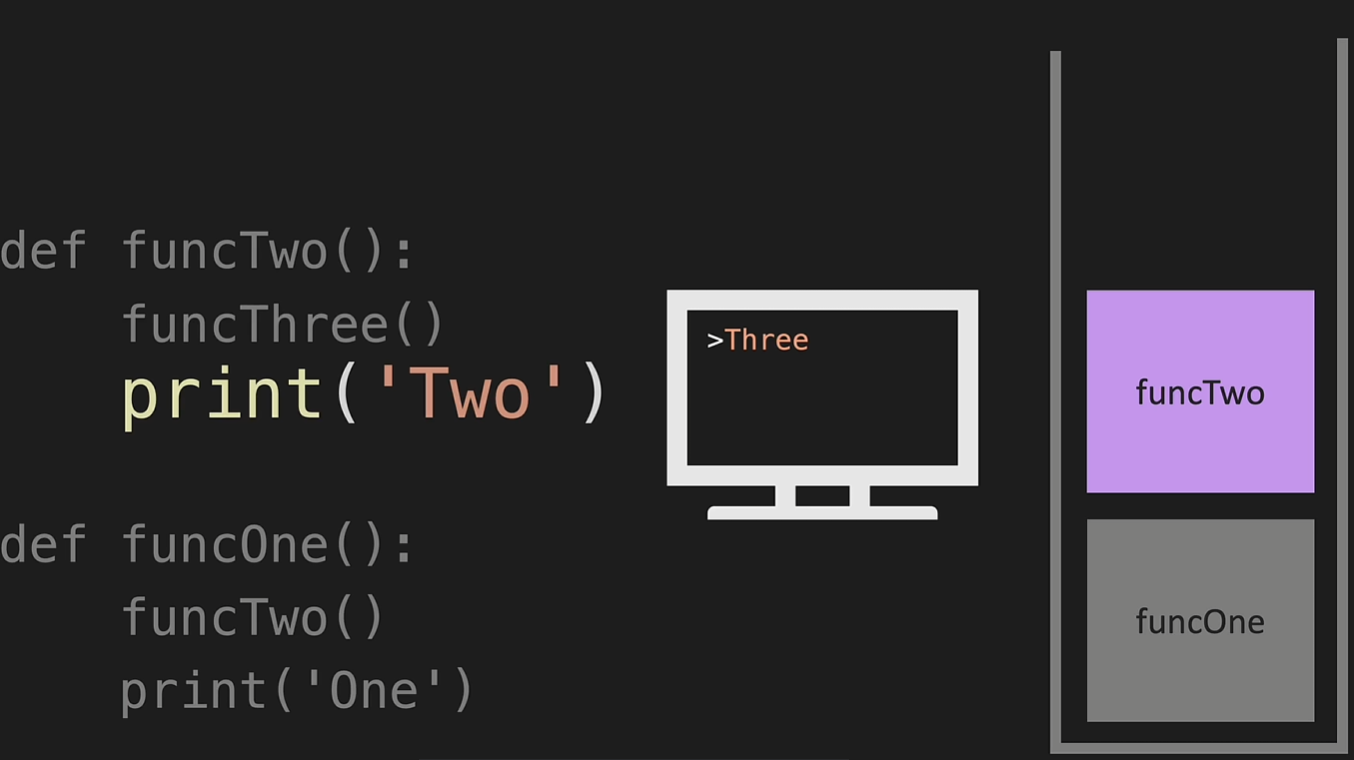 def funcTwo():
    funcThree()
    print('Two')
def funcOne():
    funcTwo()
    print('One')
>Three
funcTwo
funcOne